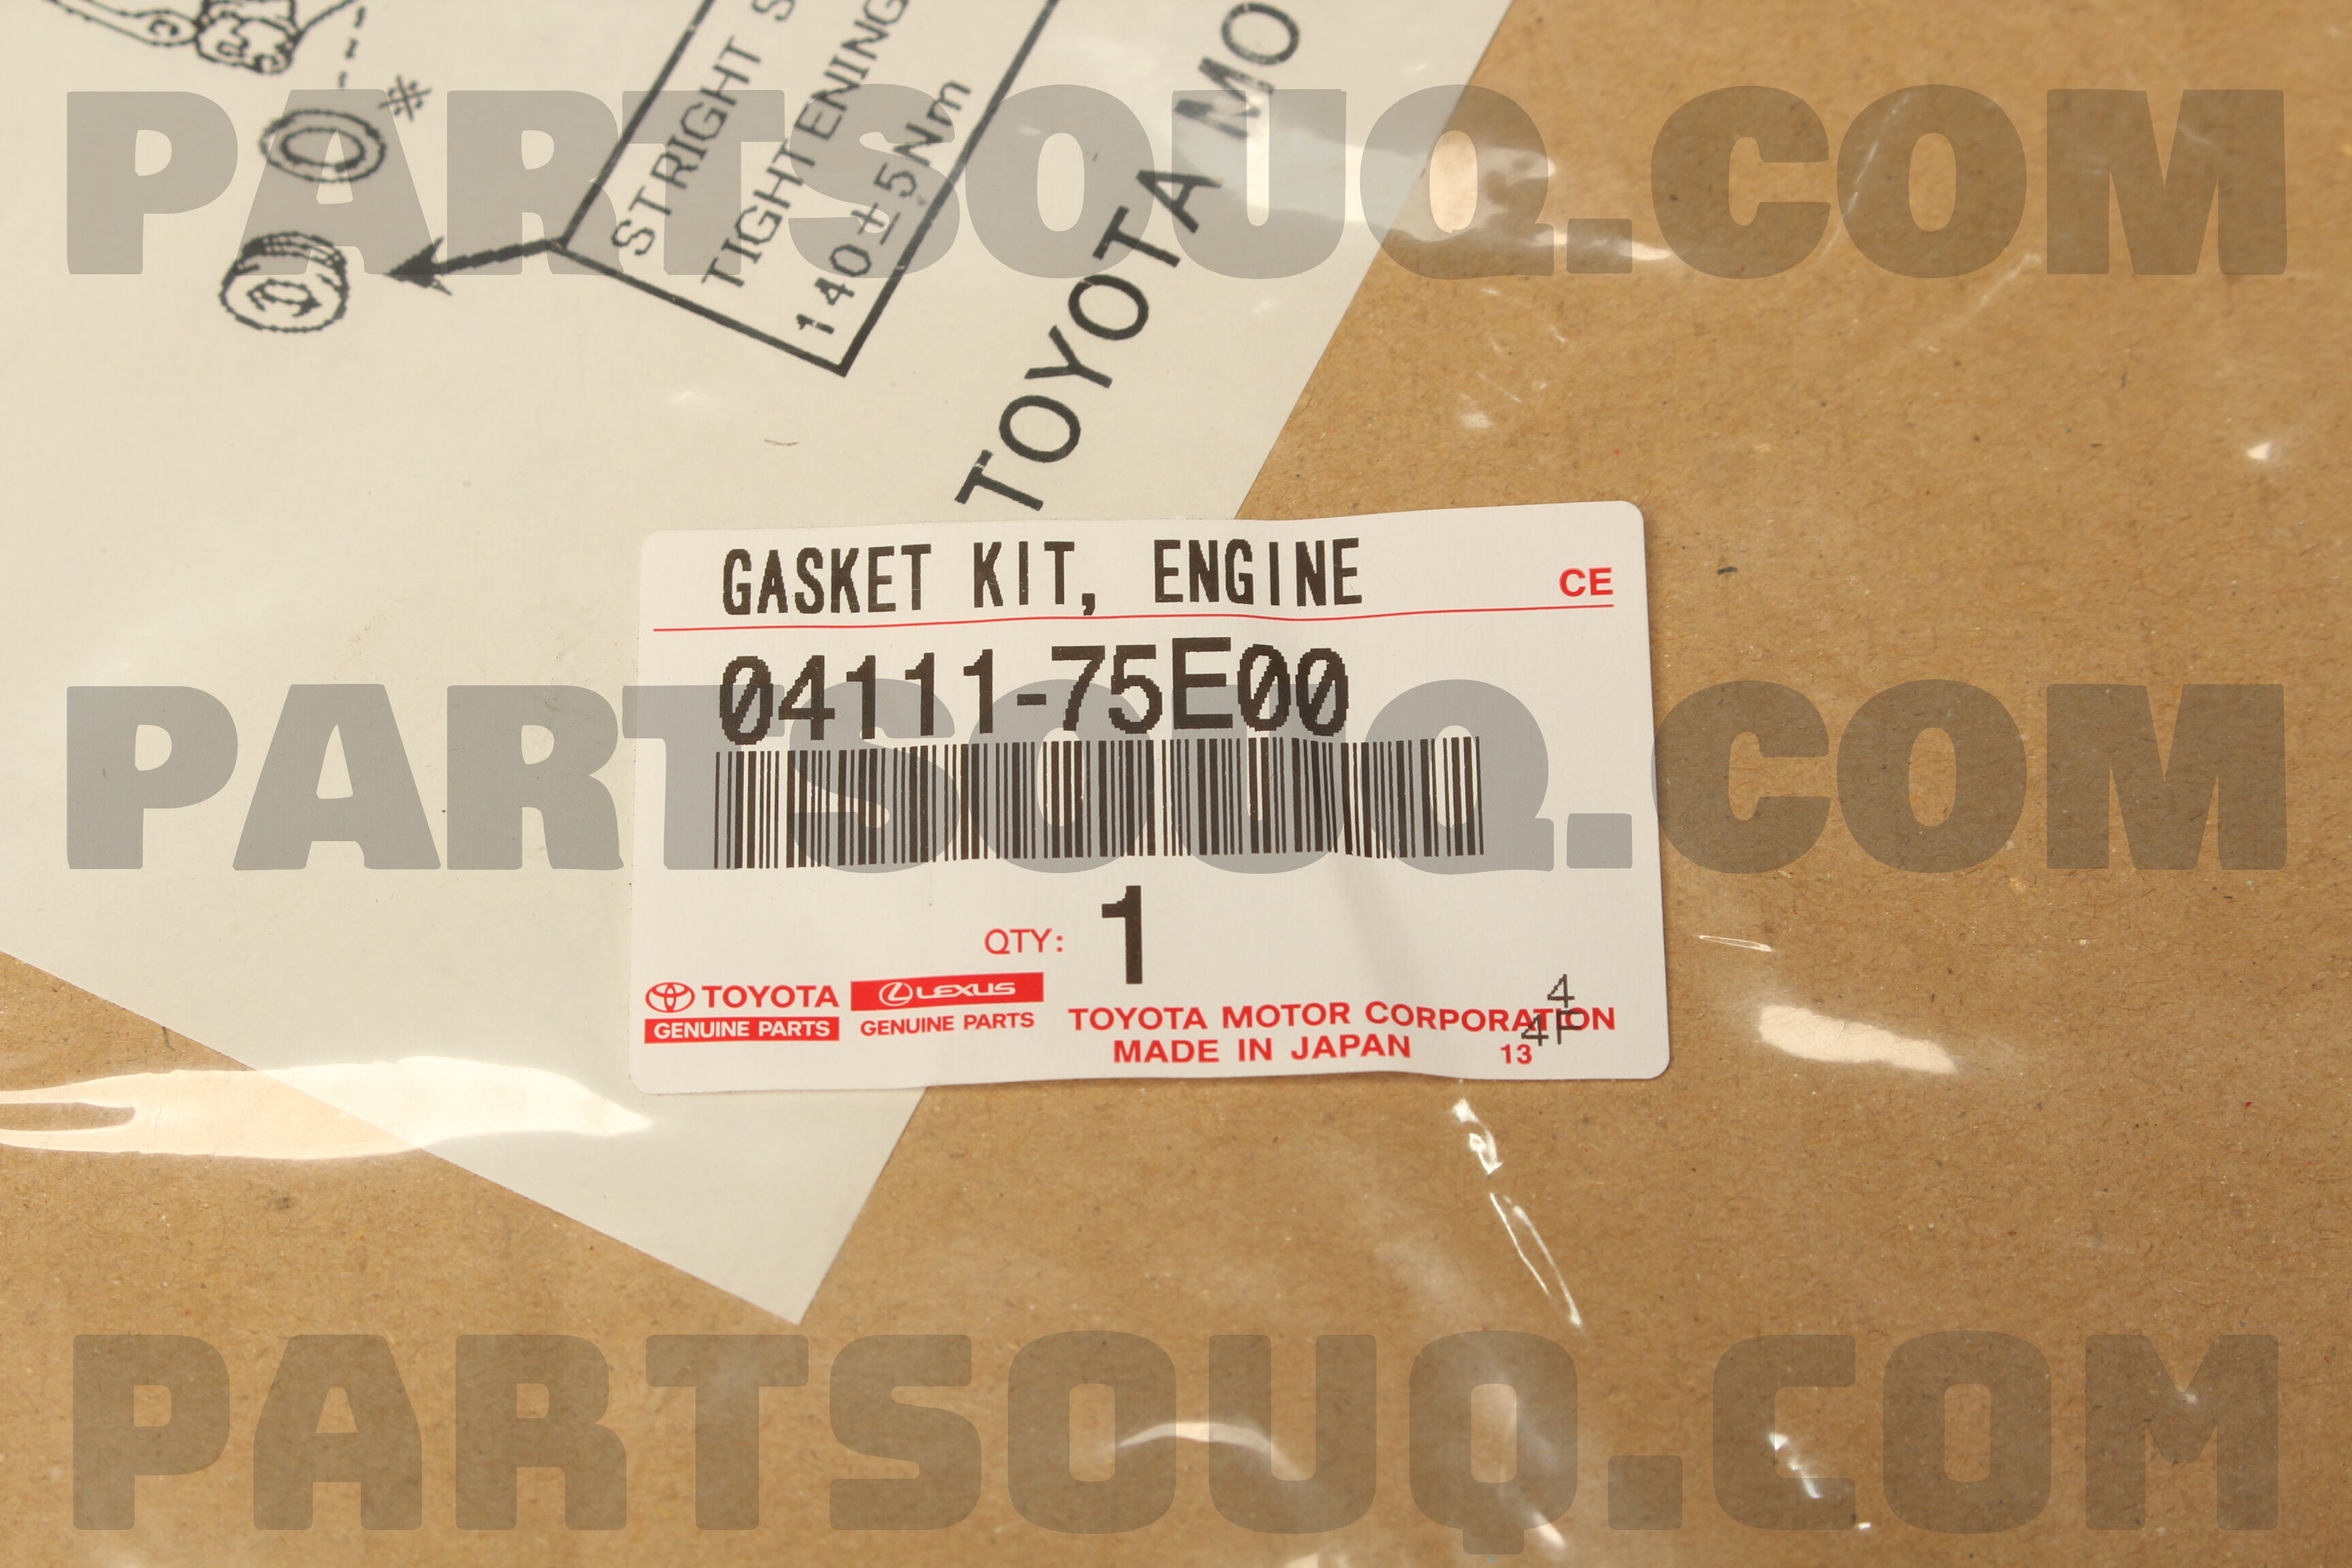 PARTSOUQ.COM
※
STRIGHT S
TIGHTENING
140±5Nm
TOYOTA MO
GASKET KIT, ENGINE
CE
04111-75E00
PARTSOUQ.COM
QTY: 1
TOYOTA
GENUINE PARTS
LEXUS
GENUINE PARTS
4
4F
TOYOTA MOTOR CORPORATION
MADE IN JAPAN 13
PARTSOUQ.COM